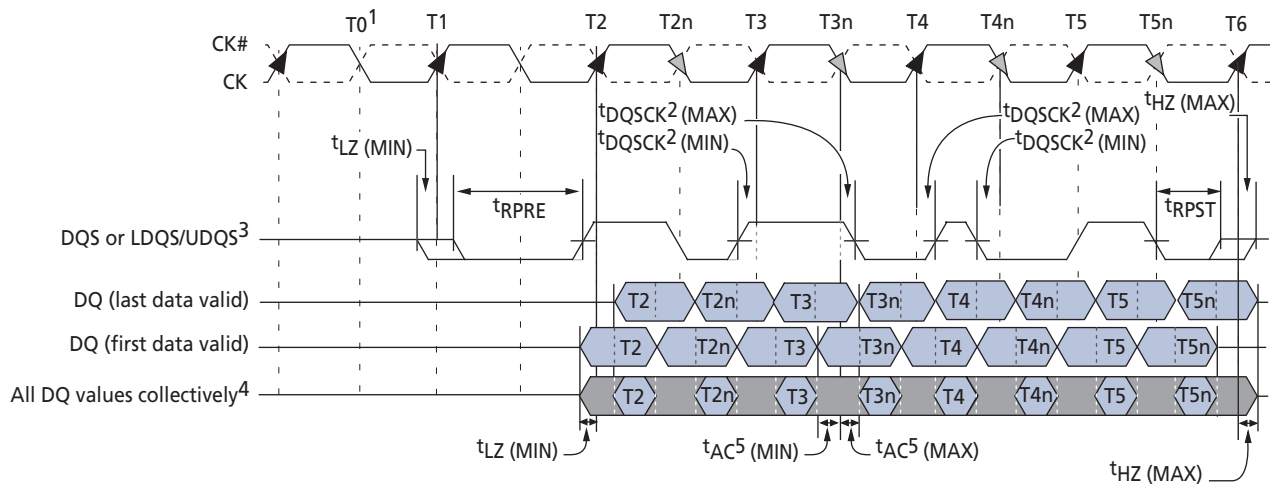 T0¹ T1 T2 T2n T3 T3n T4 T4n T5 T5n T6
CK#
CK
tHZ (MAX)
tDQSCK² (MAX) tDQSCK² (MAX)
tDQSCK² (MIN) tDQSCK² (MIN)
tLZ (MIN)
tRPRE tRPST
DQS or LDQS/UDQS³
DQ (last data valid) T2 T2n T3 T3n T4 T4n T5 T5n
DQ (first data valid) T2 T2n T3 T3n T4 T4n T5 T5n
All DQ values collectively⁴ T2 T2n T3 T3n T4 T4n T5 T5n
tLZ (MIN) tAC⁵ (MIN) tAC⁵ (MAX)
tHZ (MAX)